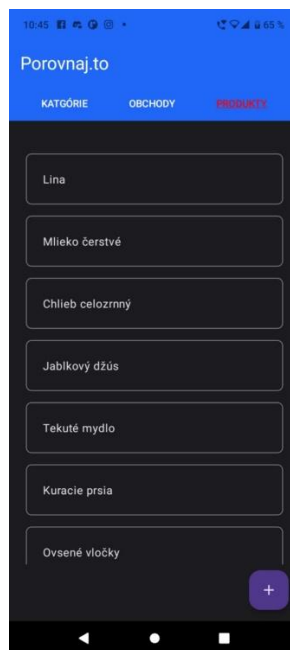 10:45
65 %
Porovnaj.to
KATGÓRIE OBCHODY PRODUKTY
Lina
Mlieko čerstvé
Chlieb celozrnný
Jablkový džús
Tekuté mydlo
Kuracie prsia
Ovsené vločky
+